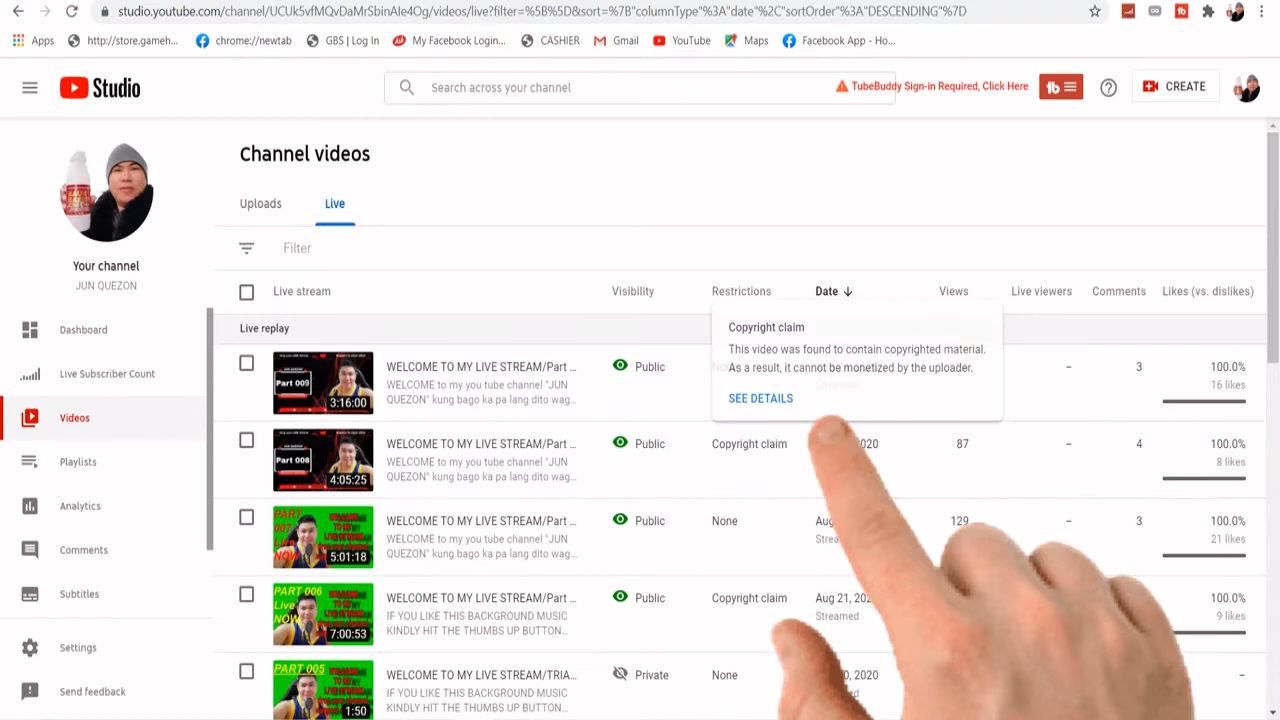 studio.youtube.com/channel/UCUk5vfMQvDaMrSbinAle4Og/videos/live?filter=%5B%5D&sort=%7B"columnType"%3A"date"%2C"sortOrder"%3A"DESCENDING"%7D
Apps http://store.gameh... chrome://newtab GBS | Log In My Facebook Login... CASHIER Gmail YouTube Maps Facebook App - Ho...
Studio Search across your channel TubeBuddy Sign-in Required, Click Here tb CREATE
Channel videos
Uploads Live
Filter
Your channel
JUN QUEZON
Dashboard
Live Subscriber Count
Videos
Playlists
Analytics
Comments
Subtitles
Settings
Send feedback
Live stream Visibility Restrictions Date Views Live viewers Comments Likes (vs. dislikes)
Live replay
Copyright claim
This video was found to contain copyrighted material.
As a result, it cannot be monetized by the uploader.
SEE DETAILS
Part 009
3:16:00
WELCOME TO MY LIVE STREAM/Part ...
WELCOME TO my you tube channel "JUN
QUEZON" kung bago ka pa lang dito wag...
Public – 3 100.0%
16 likes
Part 008
4:05:25
WELCOME TO MY LIVE STREAM/Part ...
WELCOME TO my you tube channel "JUN
QUEZON" kung bago ka pa lang dito wag...
Public Copyright claim 2020 87 – 4 100.0%
8 likes
PART
007
NOW
5:01:18
WELCOME TO MY LIVE STREAM/Part ...
WELCOME TO my you tube channel "JUN
QUEZON" kung bago ka pa lang dito wag...
Public None 129 – 3 100.0%
21 likes
PART 006
Live
NOW
7:00:53
WELCOME TO MY LIVE STREAM/Part ...
IF YOU LIKE THIS BACKGROUND MUSIC
KINDLY HIT THE THUMBS UP BUTTON...
Public Copyright claim Aug 21, 100.0%
Streamed 9 likes
PART 005
1:50
WELCOME TO MY LIVE STREAM/TRIA...
IF YOU LIKE THIS BACKGROUND MUSIC
KINDLY HIT THE THUMBS UP BUTTON...
Private None 2020 –